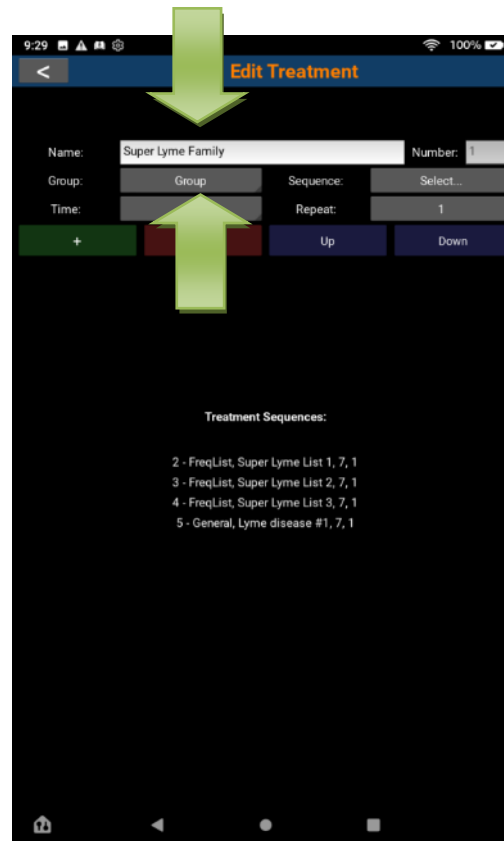 9:29 100%
< Edit Treatment
Name: Super Lyme Family Number: 1
Group: Group Sequence: Select...
Time: Repeat: 1
+ Up Down
Treatment Sequences:
2 - FreqList, Super Lyme List 1, 7, 1
3 - FreqList, Super Lyme List 2, 7, 1
4 - FreqList, Super Lyme List 3, 7, 1
5 - General, Lyme disease #1, 7, 1